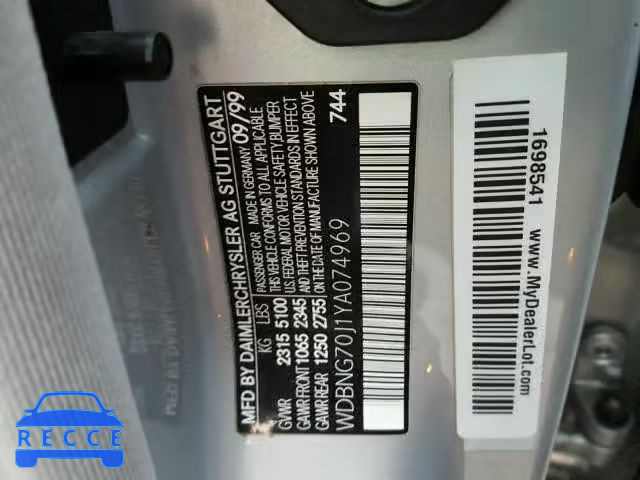 MFD BY DAIMLERCHRYSLER AG STUTTGART
KG LBS PASSENGER CAR MADE IN GERMANY 09/99
THIS VEHICLE CONFORMS TO ALL APPLICABLE
GVWR 2315 5100 U.S. FEDERAL MOTOR VEHICLE SAFETY, BUMPER
GAWR FRONT 1065 2345 AND THEFT PREVENTION STANDARDS IN EFFECT
GAWR REAR 1250 2755 ON THE DATE OF MANUFACTURE SHOWN ABOVE
WDBNG70J1YA074969 744
1698541 www.MyDealerLot.com
RECCE